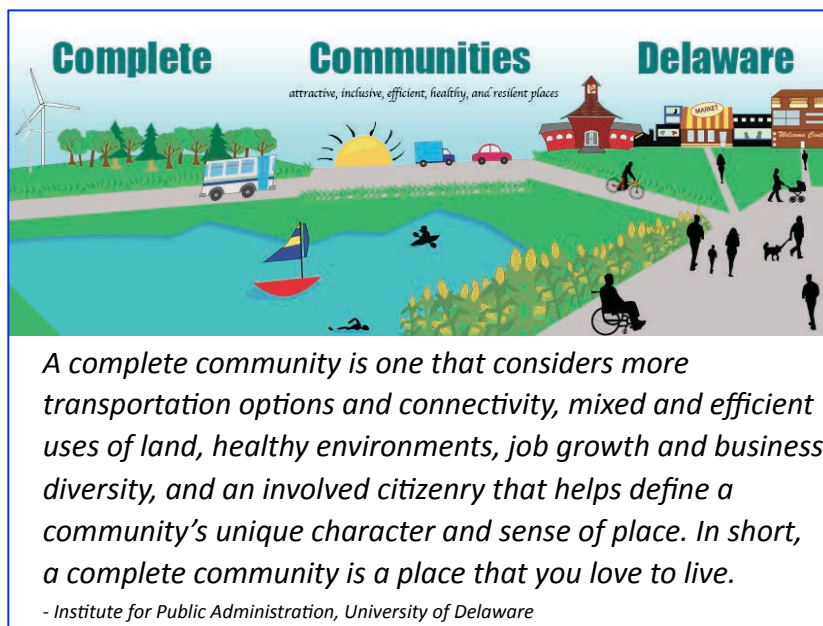 Complete Communities Delaware
attractive, inclusive, efficient, healthy, and resilent places
MARKET
Welcome Cente
A complete community is one that considers more
transportation options and connectivity, mixed and efficient
uses of land, healthy environments, job growth and business
diversity, and an involved citizenry that helps define a
community's unique character and sense of place. In short,
a complete community is a place that you love to live.
- Institute for Public Administration, University of Delaware